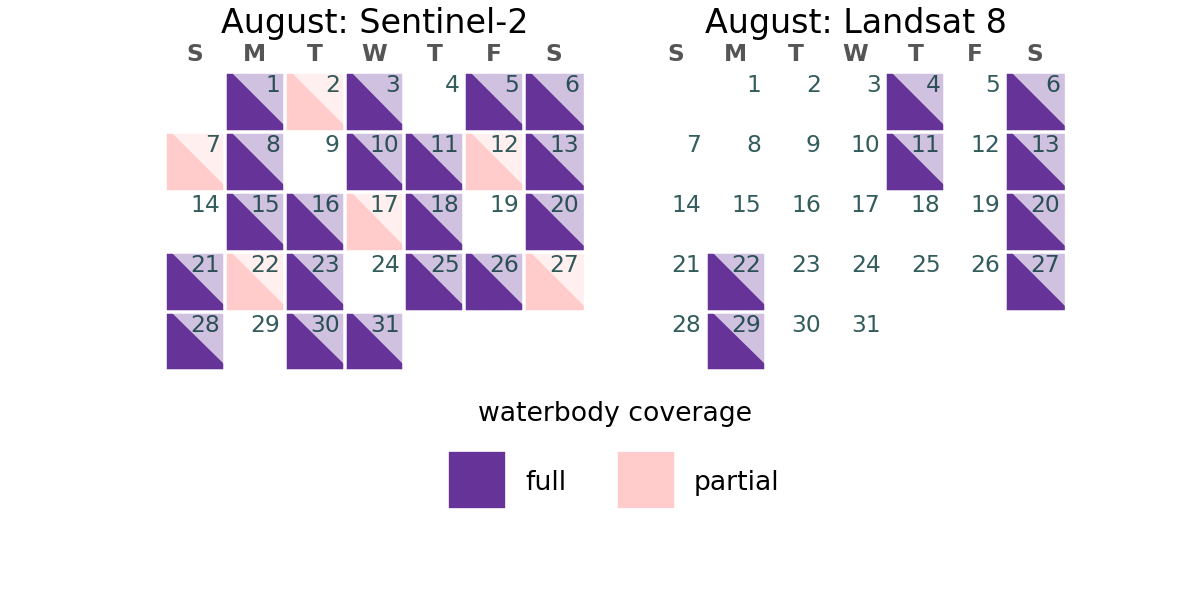 August: Sentinel-2
S M T W T F S
1 2 3 4 5 6
7 8 9 10 11 12 13
14 15 16 17 18 19 20
21 22 23 24 25 26 27
28 29 30 31
August: Landsat 8
S M T W T F S
1 2 3 4 5 6
7 8 9 10 11 12 13
14 15 16 17 18 19 20
21 22 23 24 25 26 27
28 29 30 31
waterbody coverage
full partial